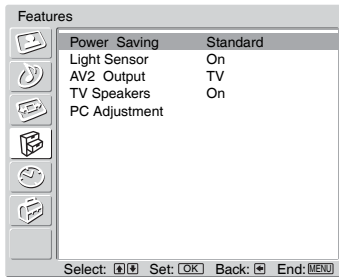 Features
Power Saving Standard
Light Sensor On
AV2 Output TV
TV Speakers On
PC Adjustment
Select: Set: OK Back: End: MENU